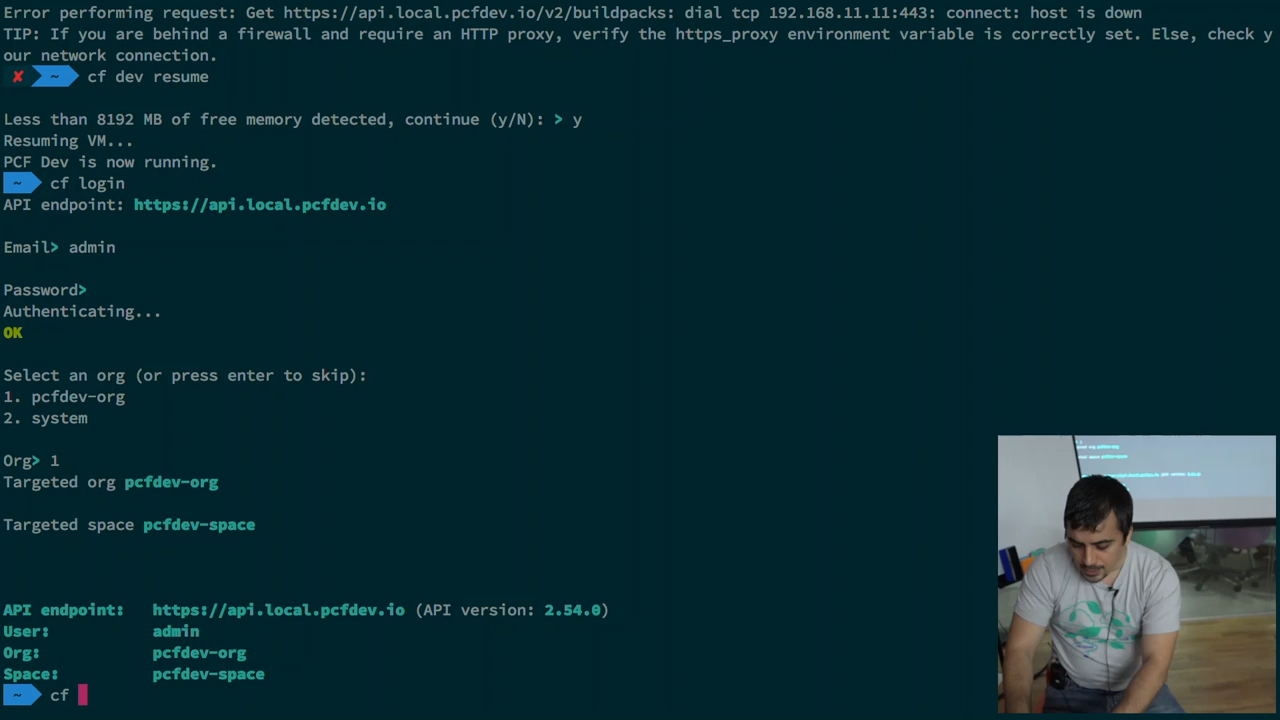 Error performing request: Get https://api.local.pcfdev.io/v2/buildpacks: dial tcp 192.168.11.11:443: connect: host is down
TIP: If you are behind a firewall and require an HTTP proxy, verify the https_proxy environment variable is correctly set. Else, check y
our network connection.
✘ ~ cf dev resume
Less than 8192 MB of free memory detected, continue (y/N): > y
Resuming VM...
PCF Dev is now running.
~ cf login
API endpoint: https://api.local.pcfdev.io
Email> admin
Password>
Authenticating...
OK
Select an org (or press enter to skip):
1. pcfdev-org
2. system
Org> 1
Targeted org pcfdev-org
Targeted space pcfdev-space
API endpoint: https://api.local.pcfdev.io (API version: 2.54.0)
User: admin
Org: pcfdev-org
Space: pcfdev-space
~ cf